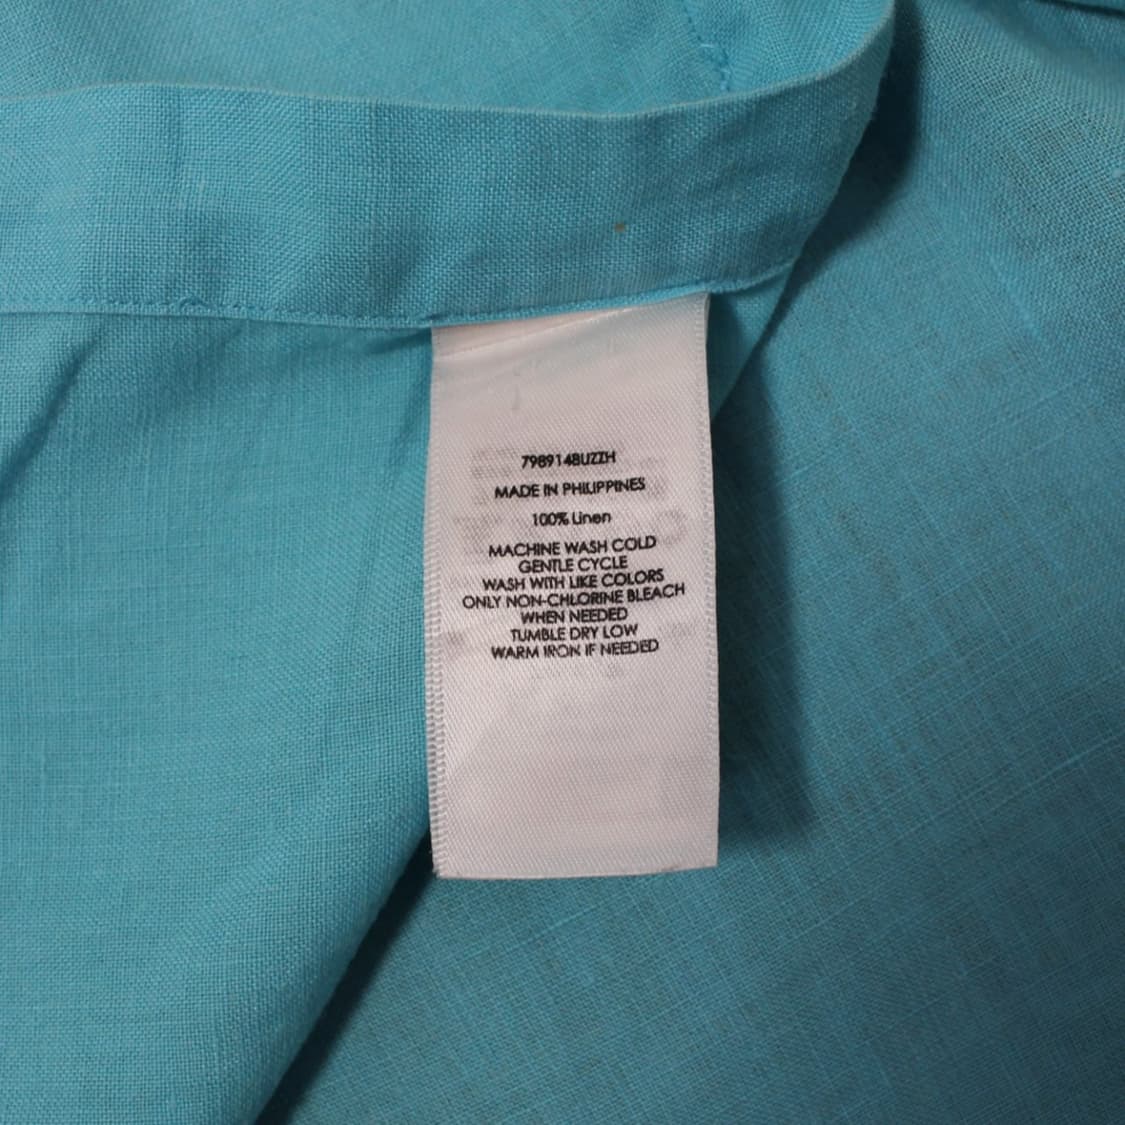 7989148UZZH
MADE IN PHILIPPINES
100% Linen
MACHINE WASH COLD
GENTLE CYCLE
WASH WITH LIKE COLORS
ONLY NON-CHLORINE BLEACH
WHEN NEEDED
TUMBLE DRY LOW
WARM IRON IF NEEDED